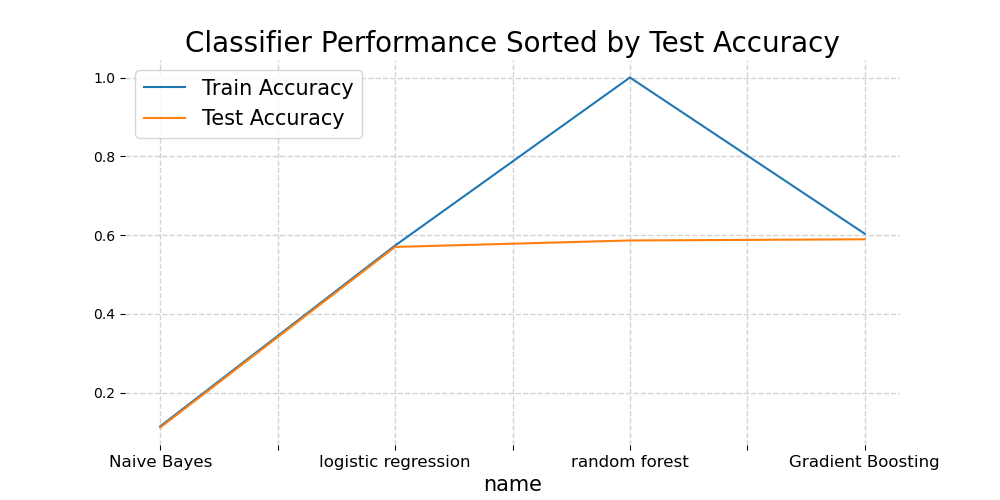 Classifier Performance Sorted by Test Accuracy
1.0
Train Accuracy
Test Accuracy
0.8
0.6
0.4
0.2
Naive Bayes logistic regression random forest Gradient Boosting
name